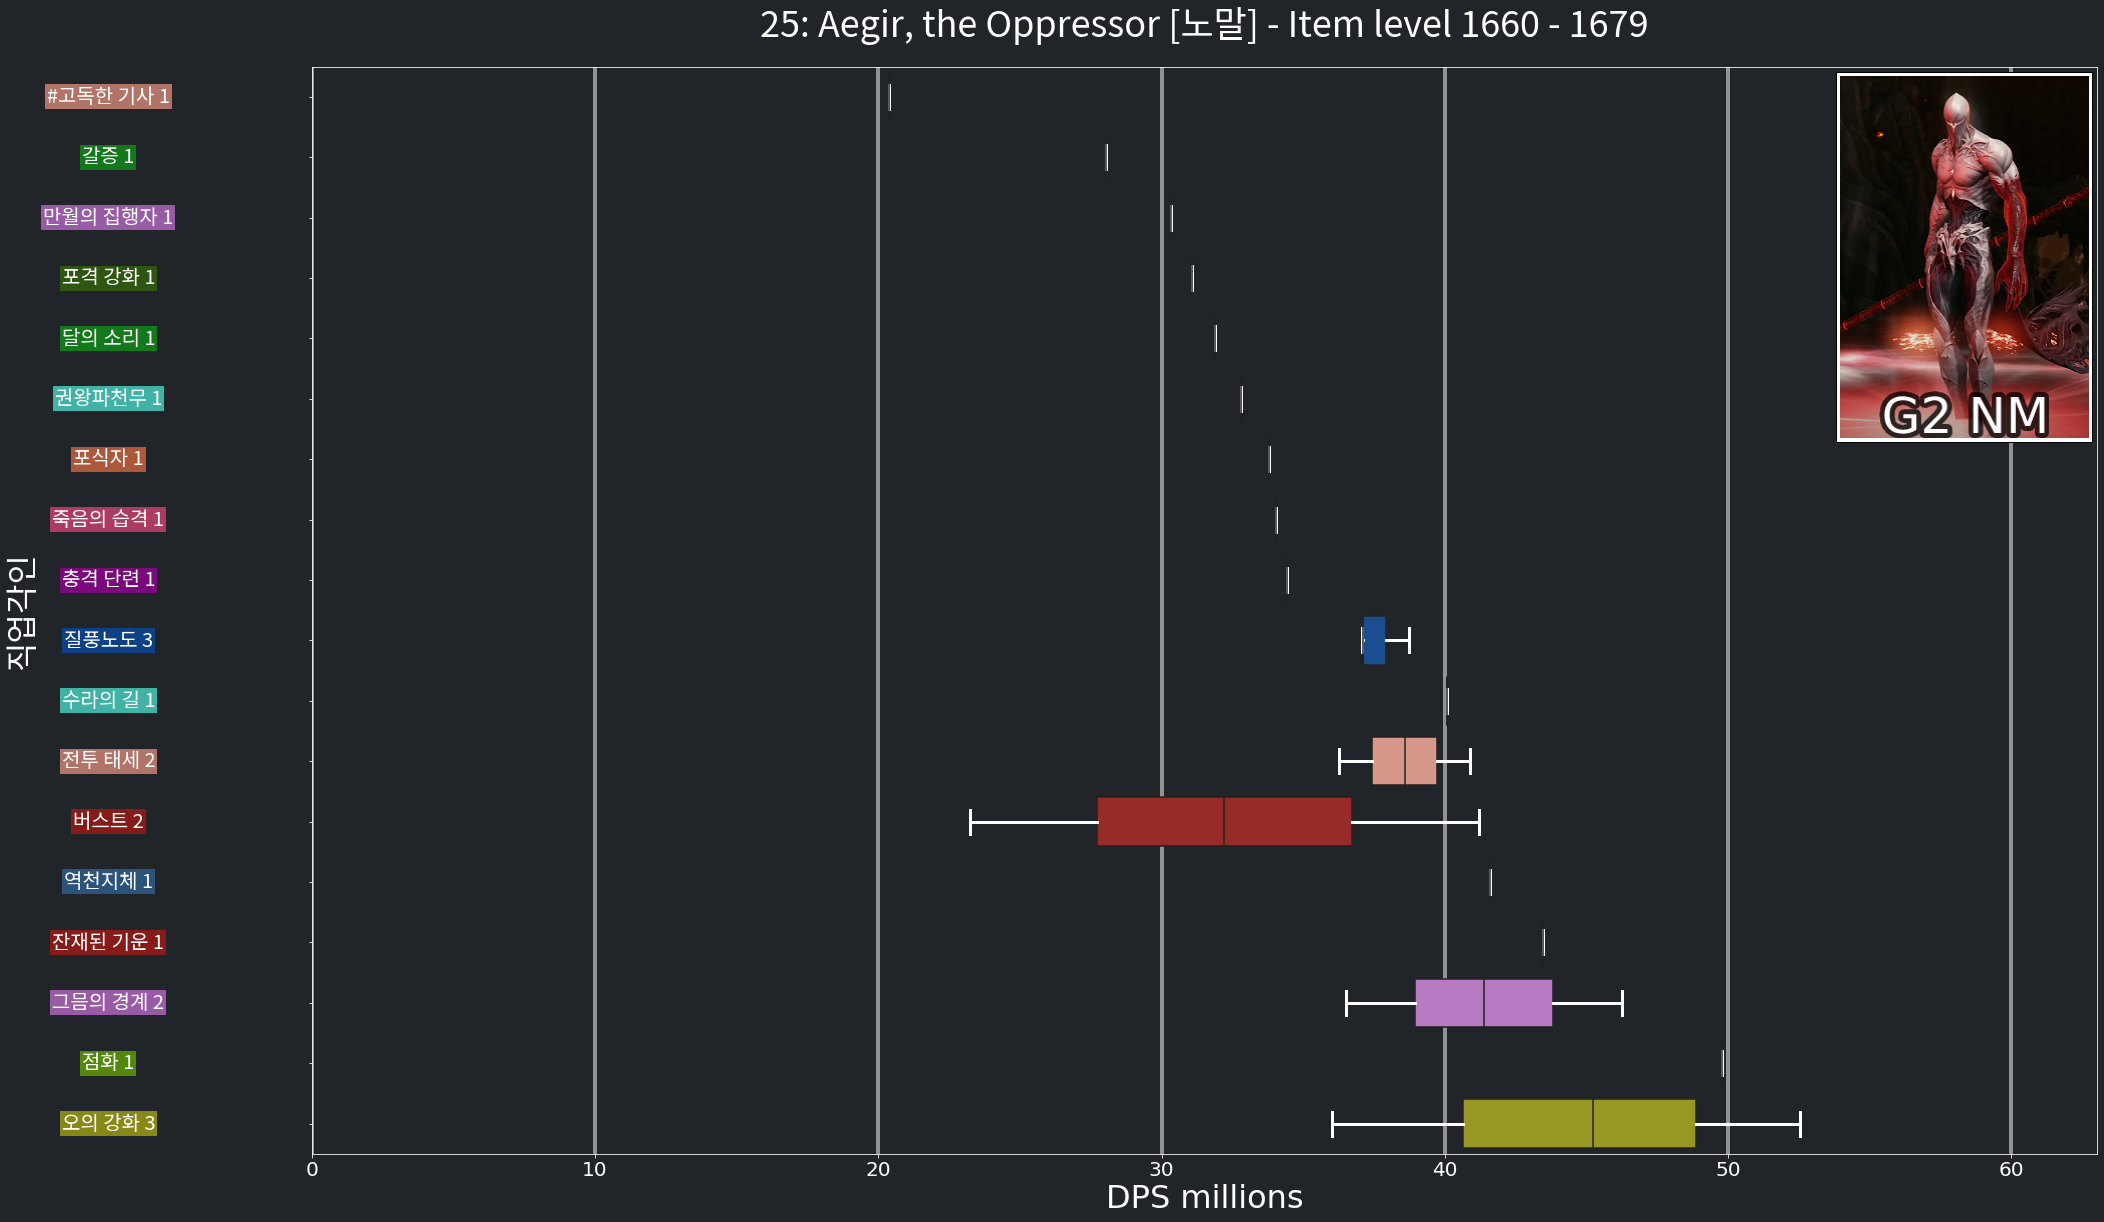 25: Aegir, the Oppressor [노말] - Item level 1660 - 1679
#고독한 기사 1
갈증 1
만월의 집행자 1
포격 강화 1
달의 소리 1
권왕파천무 1
포식자 1
죽음의 습격 1
충격 단련 1
질풍노도 3
수라의 길 1
전투 태세 2
버스트 2
역천지체 1
잔재된 기운 1
그믐의 경계 2
점화 1
오의 강화 3
직업각인
G2 NM
0 10 20 30 40 50 60
DPS millions